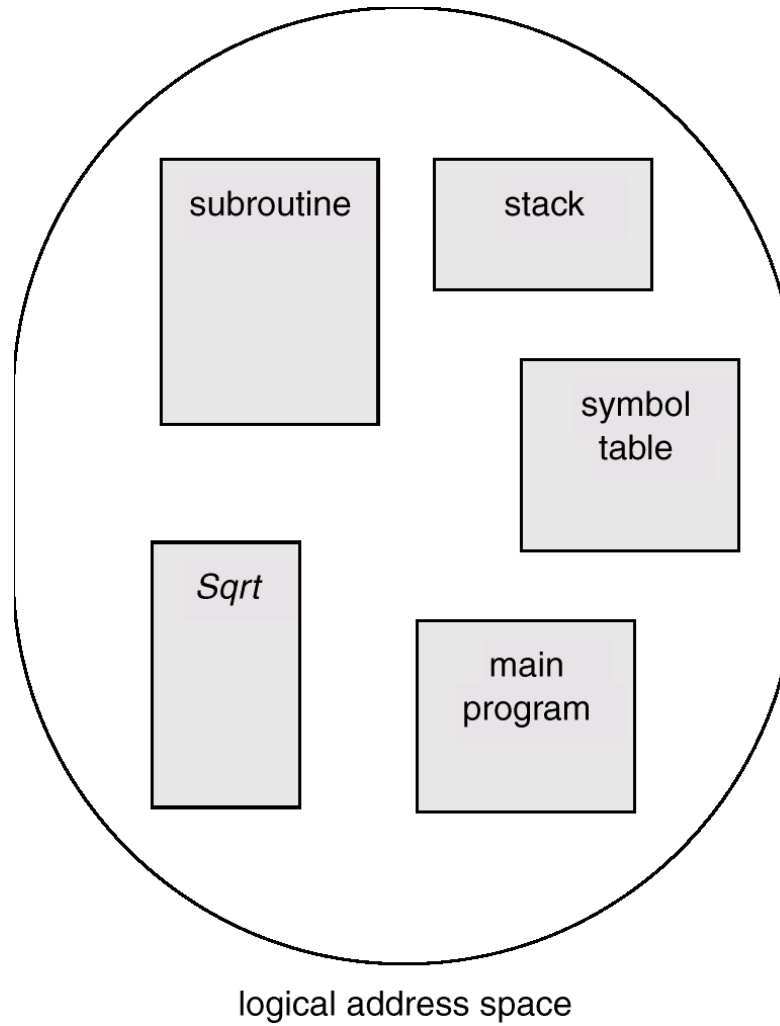 subroutine
stack
symbol
table
Sqrt
main
program
logical address space